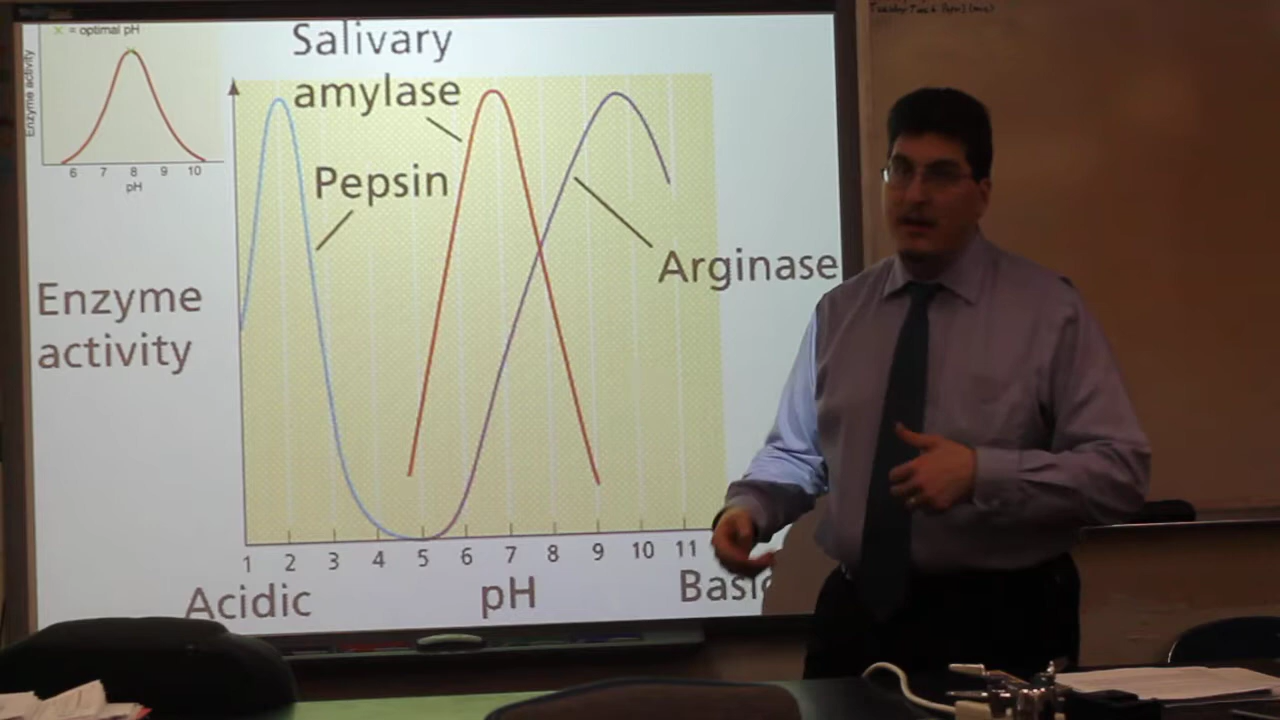 × = optimal pH
Enzyme activity
6 7 8 9 10
pH
Salivary
amylase
Pepsin
Arginase
Enzyme
activity
1 2 3 4 5 6 7 8 9 10 11
Acidic pH Basic